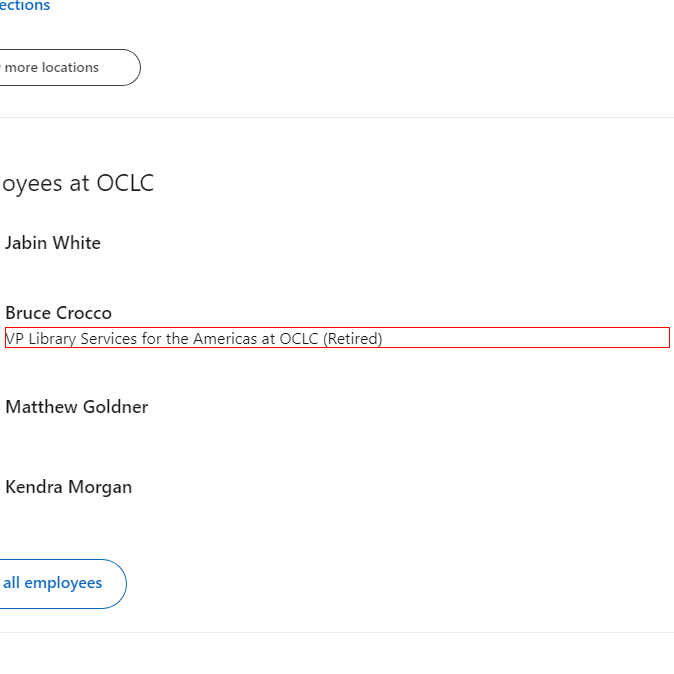 ections
more locations
oyees at OCLC
Jabin White
Bruce Crocco
VP Library Services for the Americas at OCLC (Retired)
Matthew Goldner
Kendra Morgan
all employees